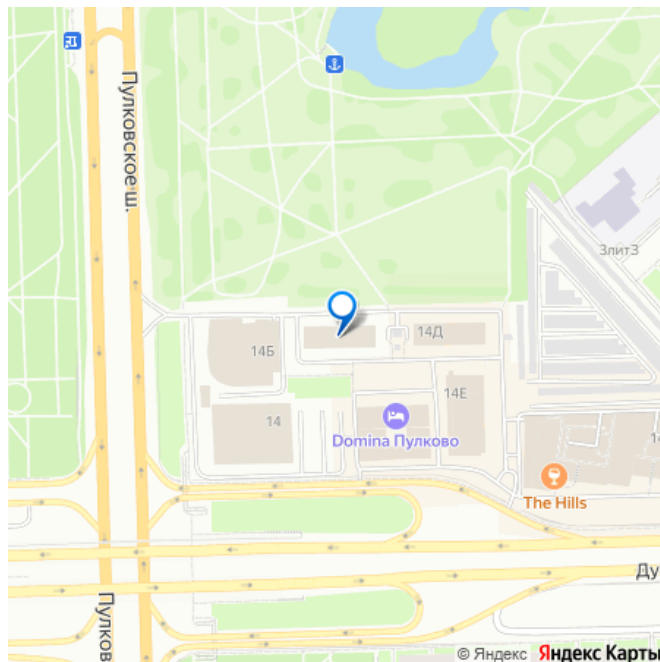 Пулковское ш.
3литЗ
14Д
14Б
14Е
14
Domina Пулково
The Hills
Ду
Пулков
© Яндекс Яндекс Карты